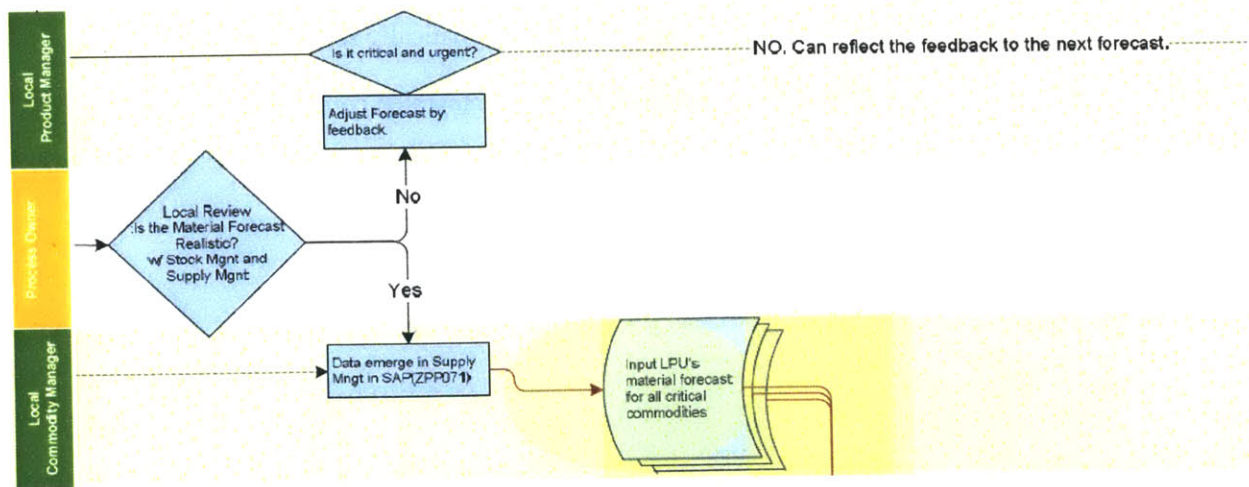 Local
Product Manager
Is it critical and urgent?
NO. Can reflect the feedback to the next forecast.
Adjust Forecast by
feedback.
No
Process Owner
Local Review
:Is the Material Forecast
Realistic?
w/ Stock Mgnt and
Supply Mgnt
Yes
Local
Commodity Manager
Data emerge in Supply
Mngt in SAP(ZPP071)
Input LPU's
material forecast
for all critical
commodities